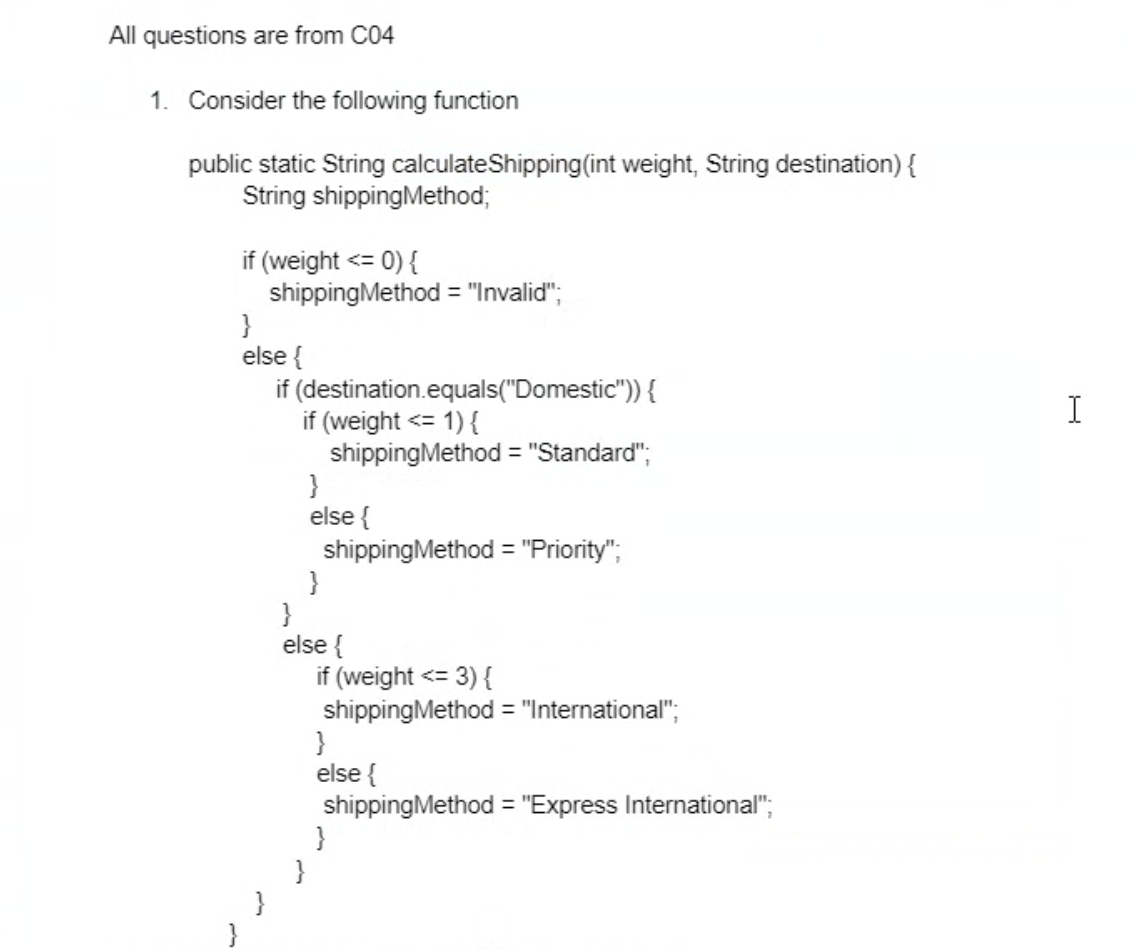 All questions are from C04
1. Consider the following function
public static String calculateShipping(int weight, String destination) {
String shippingMethod;
if (weight <= 0) {
shippingMethod = "Invalid";
}
else {
if (destination.equals("Domestic")) {
if (weight <= 1) {
shippingMethod = "Standard";
}
else {
shippingMethod = "Priority";
}
}
else {
if (weight <= 3) {
shippingMethod = "International";
}
else {
shippingMethod = "Express International";
}
}
}
}